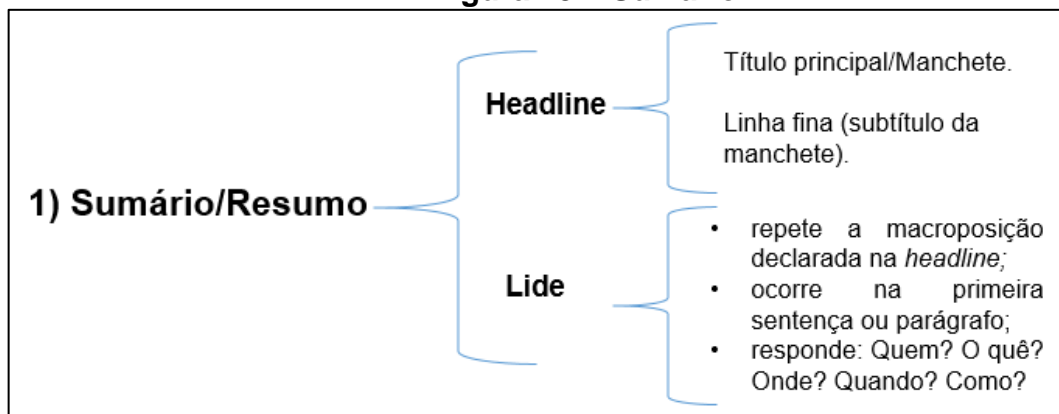 Headline
Título principal/Manchete.
Linha fina (subtítulo da
manchete).
1) Sumário/Resumo
Lide
• repete a macroposição
declarada na headline;
• ocorre na primeira
sentença ou parágrafo;
• responde: Quem? O quê?
Onde? Quando? Como?